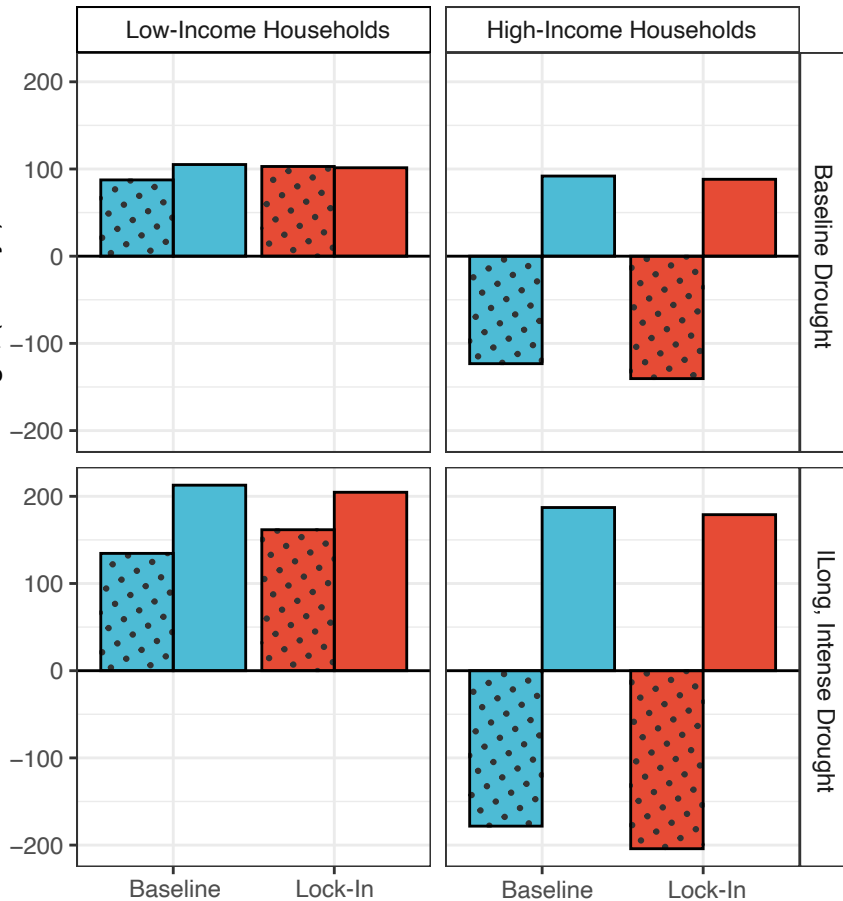 Low-Income Households
High-Income Households
200
100
0
−100
−200
Baseline Drought
200
100
0
−100
−200
ILong, Intense Drought
Baseline
Lock-In
Baseline
Lock-In